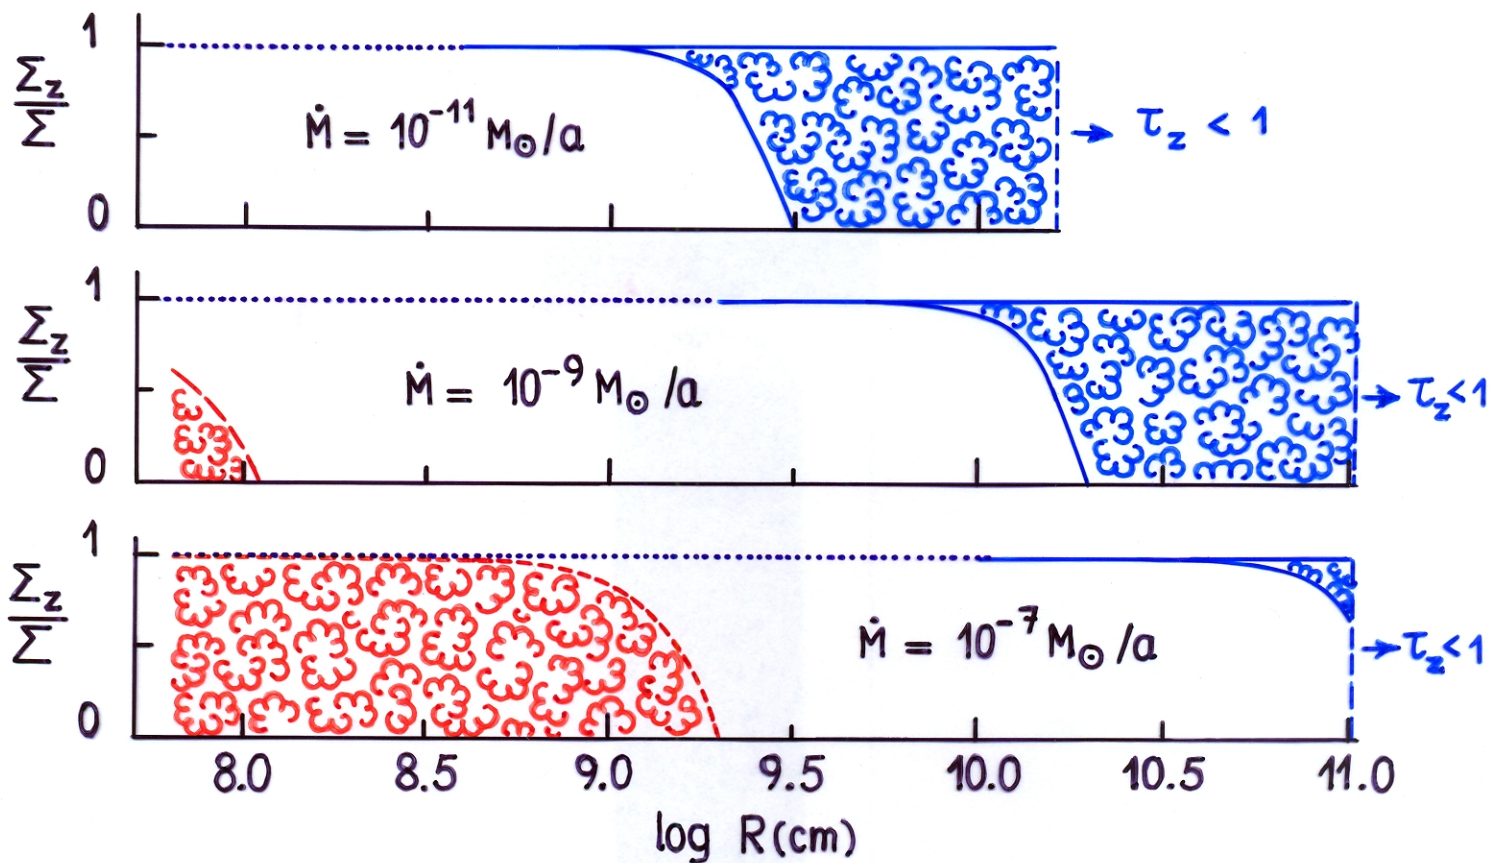 1
Σz/Σ
Ṁ = 10⁻¹¹ M⊙/a
→ τz < 1
0
1
Σz/Σ
Ṁ = 10⁻⁹ M⊙/a
→ τz < 1
0
1
Σz/Σ
Ṁ = 10⁻⁷ M⊙/a
→ τz < 1
0
8.0 8.5 9.0 9.5 10.0 10.5 11.0
log R(cm)